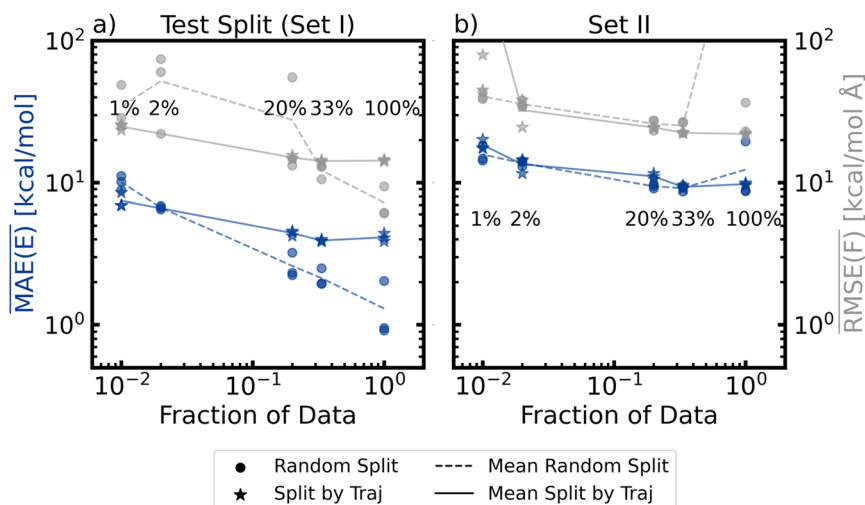 a) Test Split (Set I)
b) Set II
10²
10¹
10⁰
1% 2% 20% 33% 100%
1% 2% 20% 33% 100%
10²
10¹
10⁰
MAE(E) [kcal/mol]
RMSE(F) [kcal/mol Å]
10⁻² 10⁻¹ 10⁰
10⁻² 10⁻¹ 10⁰
Fraction of Data
Fraction of Data
Random Split
Mean Random Split
Split by Traj
Mean Split by Traj